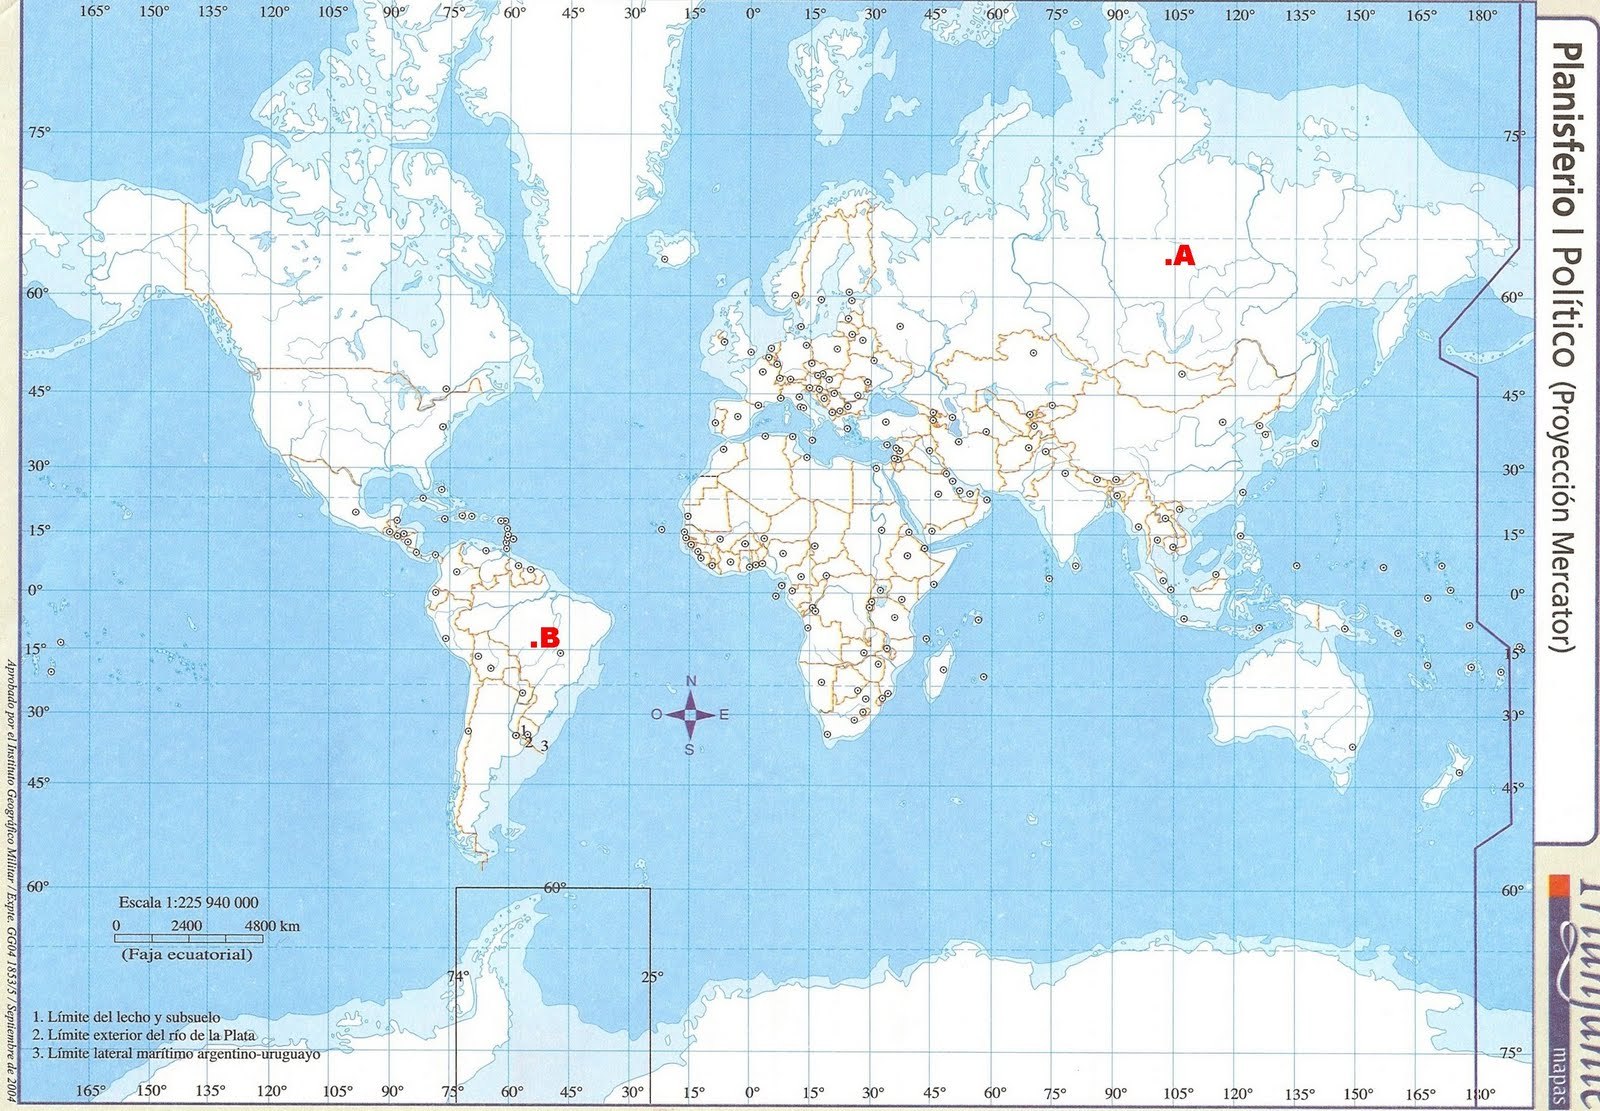 165° 150° 135° 120° 105° 90° 75° 60° 45° 30° 15° 0° 15° 30° 45° 60° 75° 90° 105° 120° 135° 150° 165° 180°
Planisferio | Político (Proyección Mercator)
75° 75°
.A
60° 60°
45° 45°
30° 30°
15° 15°
0° 0°
.B
15° 15°
N
O E
S
30° 30°
1
2 3
45° 45°
60° 60° 60°
Escala 1:225 940 000
0 2400 4800 km
(Faja ecuatorial)
74° 25°
1. Límite del lecho y subsuelo
2. Límite exterior del río de la Plata
3. Límite lateral marítimo argentino-uruguayo
75°
165° 150° 135° 120° 105° 90° 75° 60° 45° 30° 15° 0° 15° 30° 45° 60° 75° 90° 105° 120° 135° 150° 165° 180°
Aprobado por el Instituto Geográfico Militar / Expte. GG04 1853/5 / Septiembre de 2004
mapas